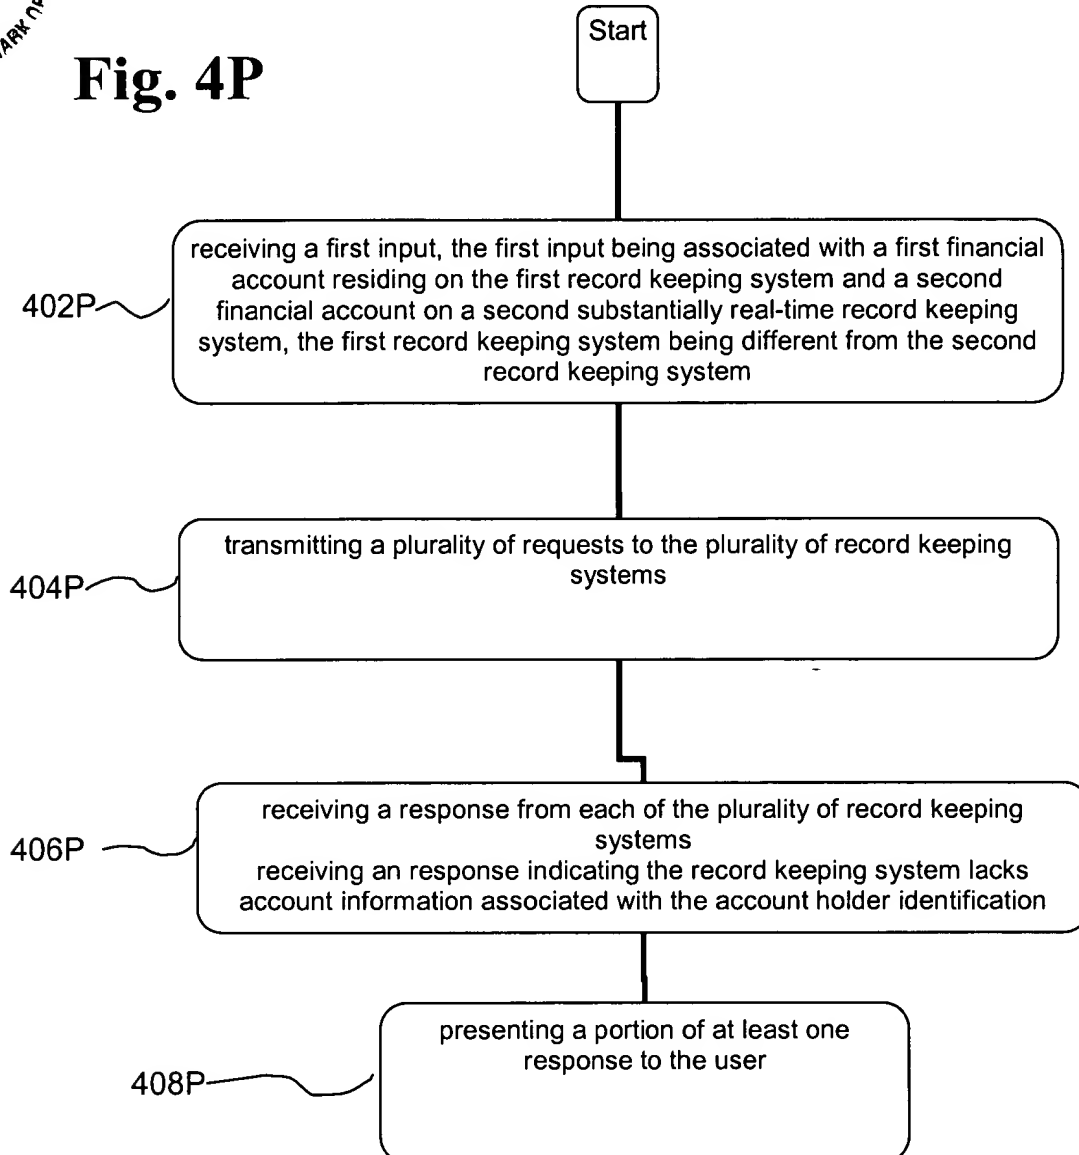 Start
Fig. 4P
402P
receiving a first input, the first input being associated with a first financial
account residing on the first record keeping system and a second
financial account on a second substantially real-time record keeping
system, the first record keeping system being different from the second
record keeping system
404P
transmitting a plurality of requests to the plurality of record keeping
systems
406P
receiving a response from each of the plurality of record keeping
systems
receiving an response indicating the record keeping system lacks
account information associated with the account holder identification
408P
presenting a portion of at least one
response to the user